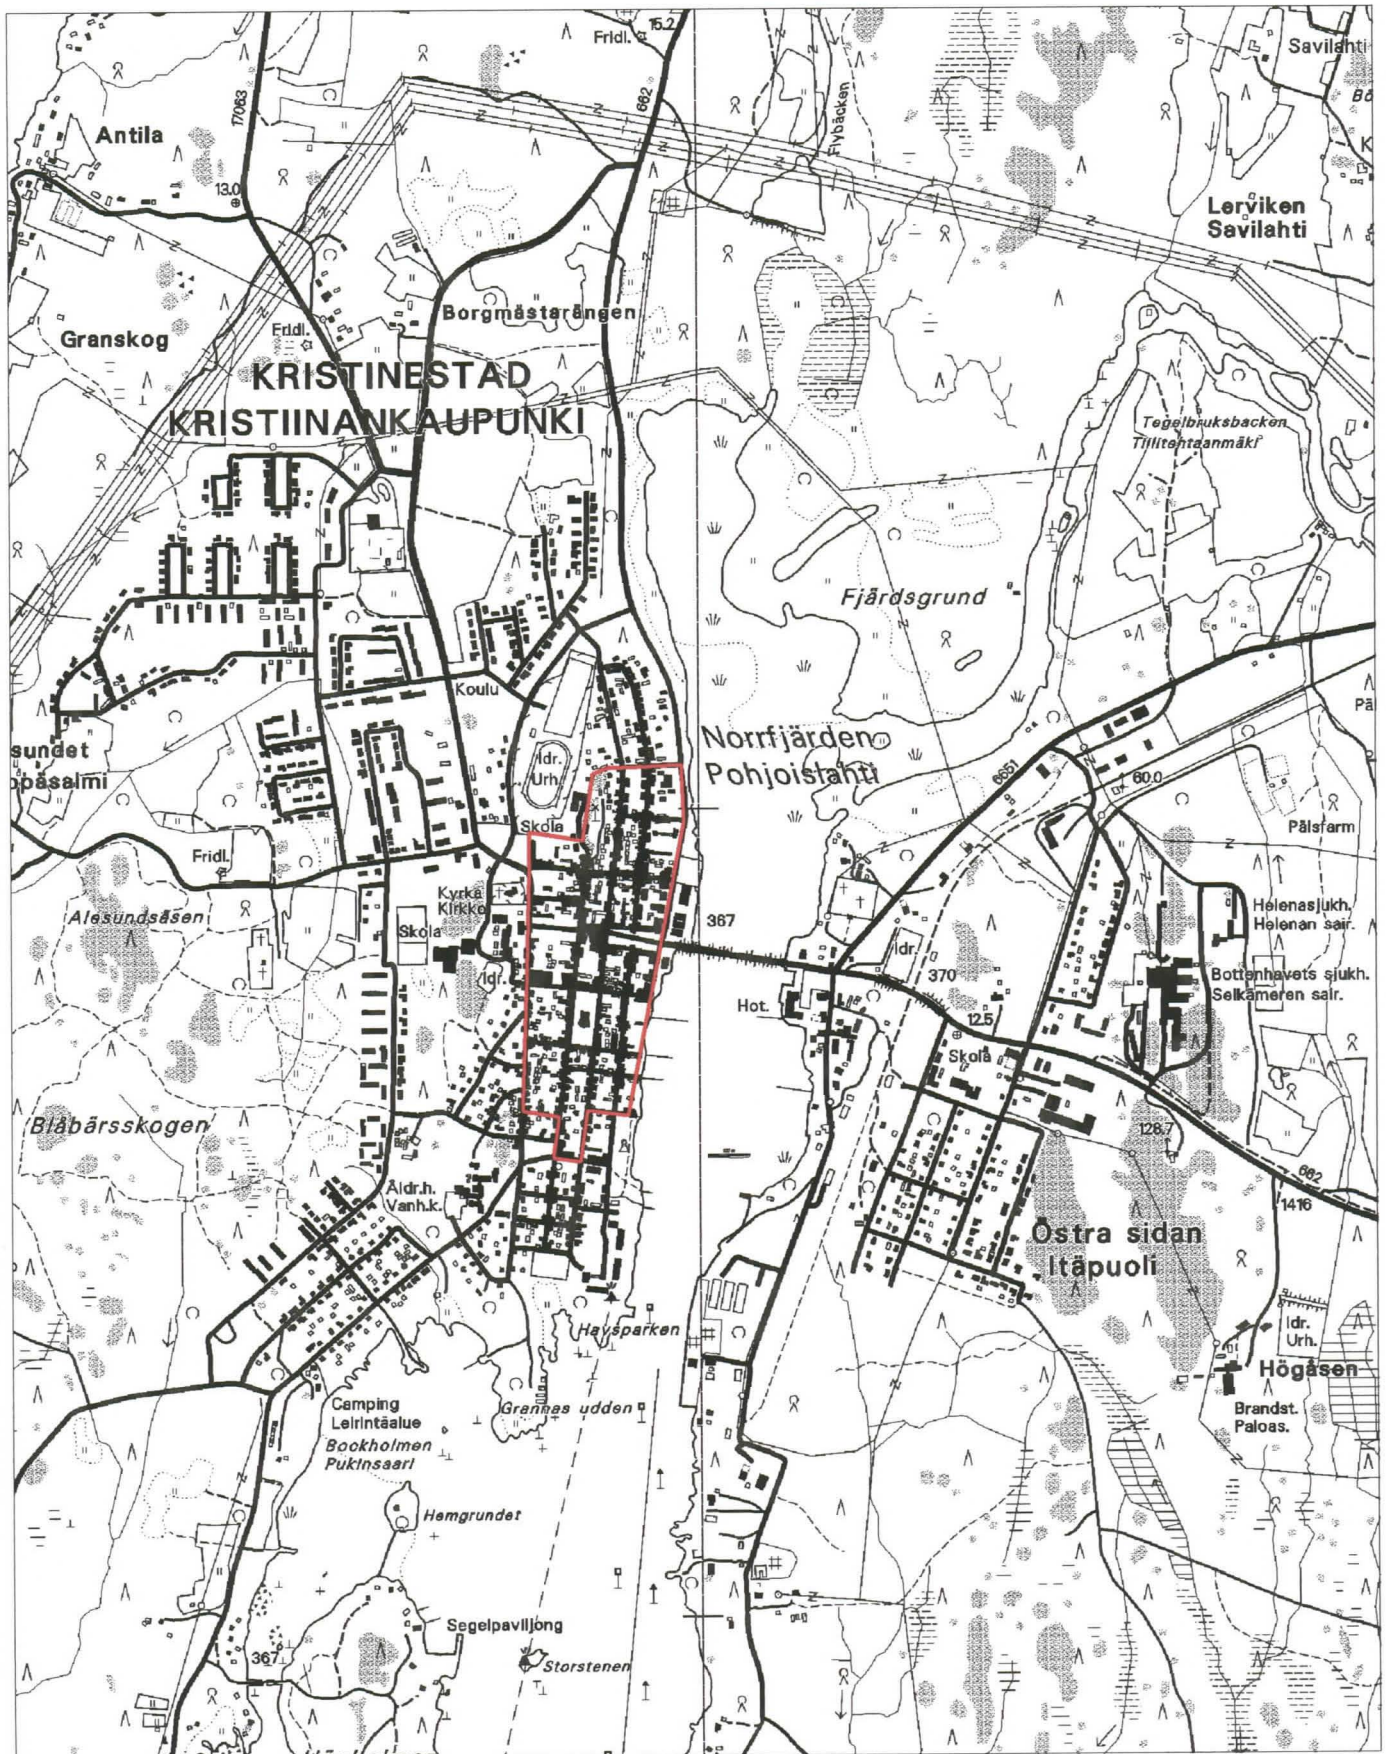 15.2
Fridl.
Savilahti
17063
662
Antila
13.0
Lerviken
Savilahti
Granskog
Fridl.
Borgmästarängen
KRISTINESTAD
KRISTIINANKAUPUNKI
Tegelbruksbacken
Tiilitehtaanmäki
Fjärdsgrund
Koulu
sundet
päsalmi
Idr.
Urh.
Norrfjärden
Pohjoislahti
6651
60.0
Skola
Fridl.
Pälsfarm
Kyrka
Kirkko
Ålesundsåsen
Skola
367
Helenasjukh.
Helenan sair.
Idr.
Idr.
370
Bottenhavets sjukh.
Selkämeren sair.
Hot.
12.5
Skola
Blåbärsskogen
128.7
662
1416
Åldr.h.
Vanh.k.
Östra sidan
Itäpuoli
Havsparken
Idr.
Urh.
Högåsen
Camping
Leirintäalue
Bockholmen
Pukinsaari
Grannas udden
Brandst.
Paloas.
Hemgrundet
Segelpaviljong
367
Storstenen